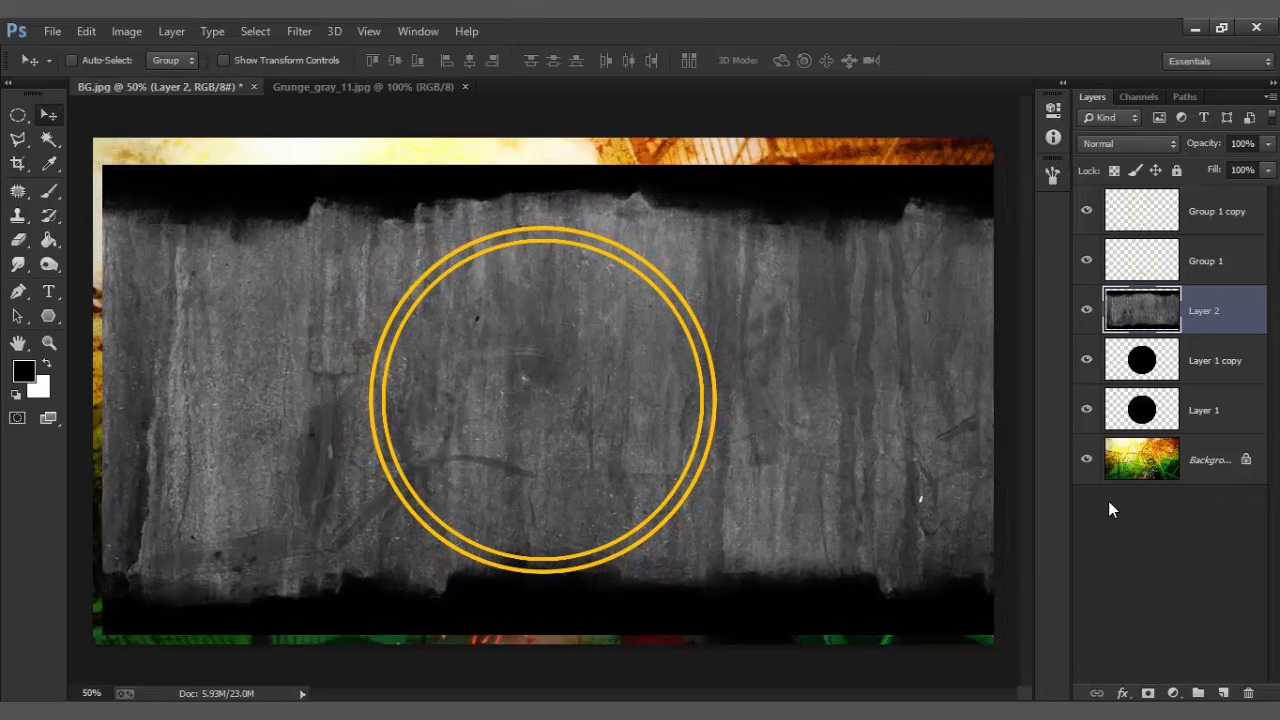 Ps File Edit Image Layer Type Select Filter 3D View Window Help
Auto-Select: Group Show Transform Controls 3D Mode: Essentials
BG.jpg @ 50% (Layer 2, RGB/8#) * × Grunge_gray_11.jpg @ 100% (RGB/8) ×
Layers Channels Paths
Kind
Normal Opacity: 100%
Lock: Fill: 100%
Group 1 copy
Group 1
Layer 2
Layer 1 copy
Layer 1
Backgro...
50% Doc: 5.93M/23.0M